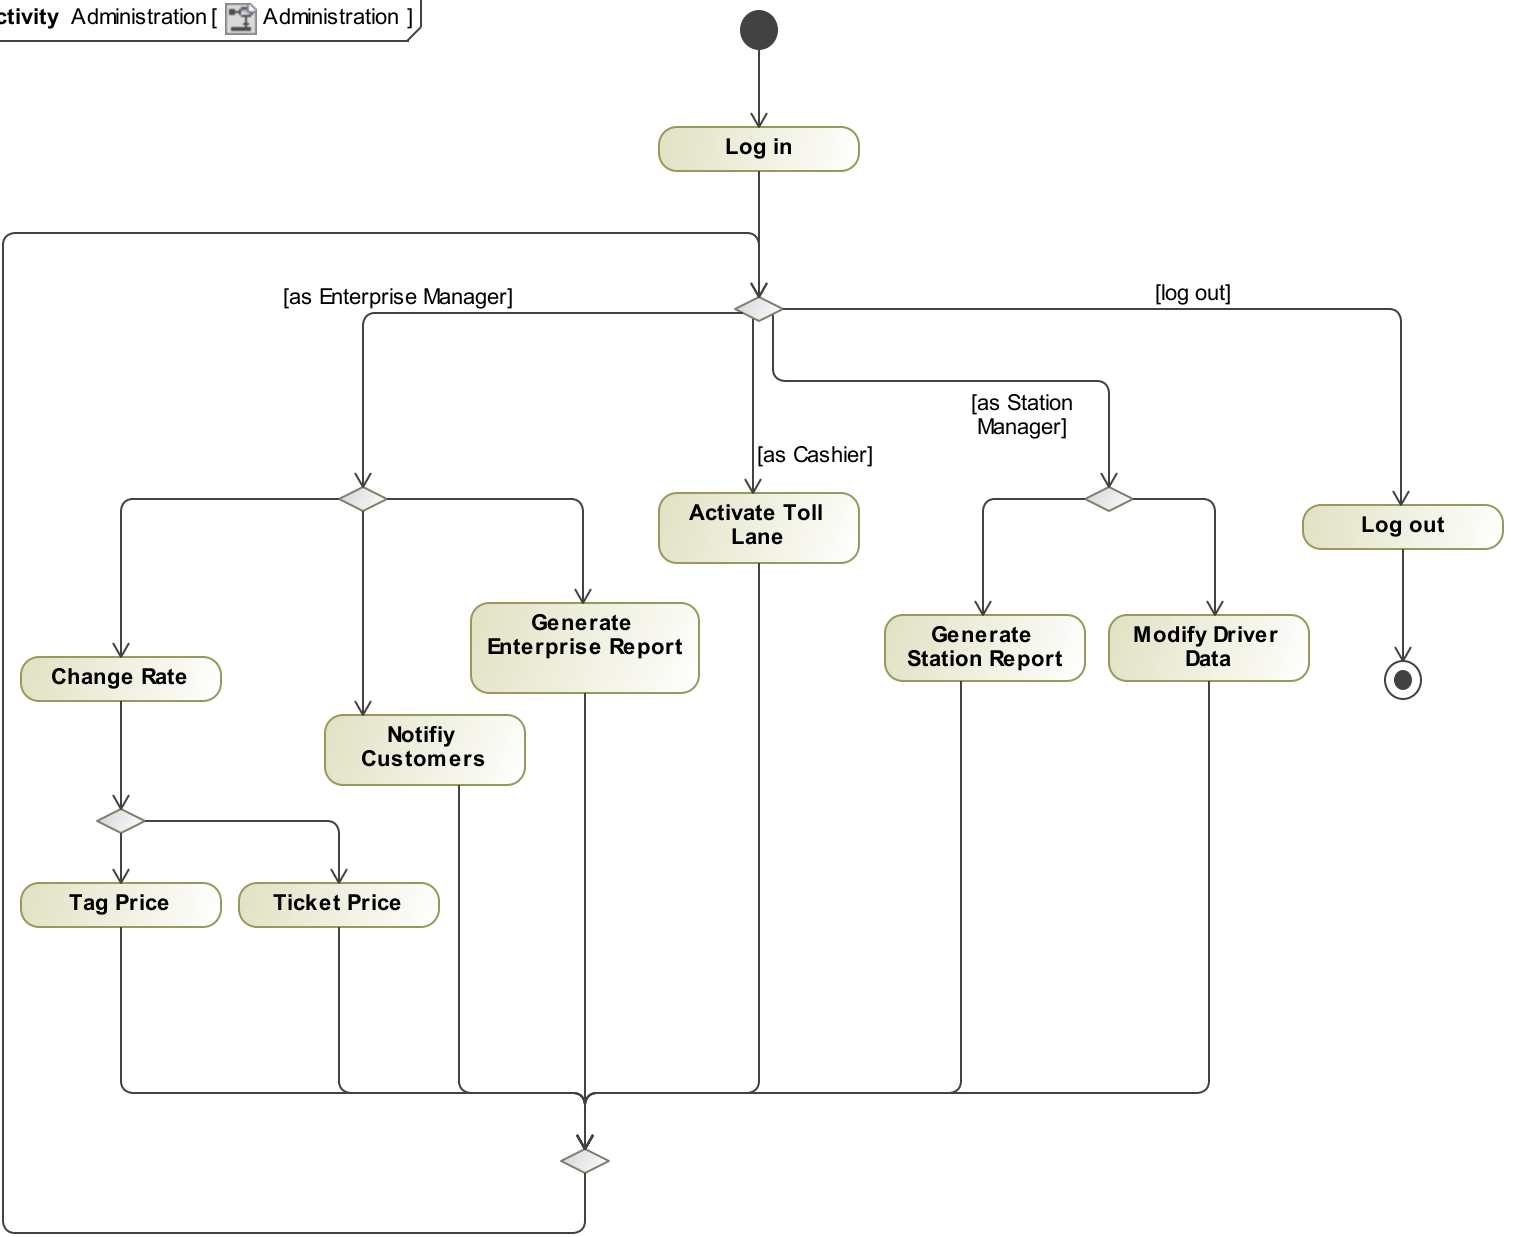 ctivity Administration [ Administration ]
Log in
[as Enterprise Manager]
[log out]
[as Station
Manager]
[as Cashier]
Activate Toll
Lane
Log out
Generate
Enterprise Report
Generate
Station Report
Modify Driver
Data
Change Rate
Notifiy
Customers
Tag Price
Ticket Price